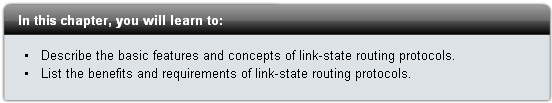 In this chapter, you will learn to:
• Describe the basic features and concepts of link-state routing protocols.
• List the benefits and requirements of link-state routing protocols.